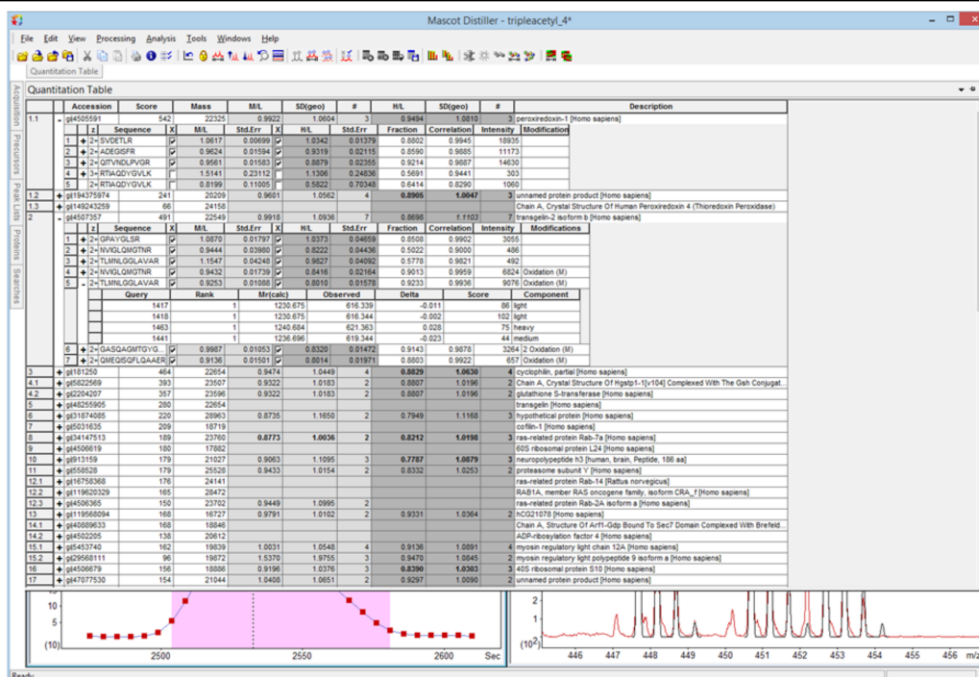 Mascot Distiller - tripleacetyl_4*
File Edit View Processing Analysis Tools Windows Help
Quantitation Table
Quantitation Table
Acquisition
Precursors
Peak Lists
Proteins
Searches
Accession Score Mass M/L SD(geo) # H/L SD(geo) # Description
1.1 - gi|4505591 542 22325 0.9922 1.0604 3 0.9494 1.0810 3 peroxiredoxin-1 [Homo sapiens]
z Sequence X M/L Std.Err X H/L Std.Err Fraction Correlation Intensity Modification
1 + 2+ SVDETLR 1.0617 0.00699 1.0342 0.01379 0.8802 0.9945 18935
2 + 2+ ADEGISFR 0.9624 0.01594 0.9319 0.02115 0.8590 0.9885 11173
3 + 2+ QITVNDLPVGR 0.9561 0.01583 0.8879 0.02355 0.9214 0.9887 14630
4 + 3+ RTIAQDYGVLK 1.5141 0.23112 1.1306 0.24836 0.5691 0.9441 303
5 2+ RTIAQDYGVLK 0.8199 0.11005 0.5822 0.70348 0.6414 0.8290 1060
1.2 + gi|194375974 241 20209 0.9601 1.0562 4 0.8905 1.0047 3 unnamed protein product [Homo sapiens]
1.3 + gi|149243259 66 24158 Chain A, Crystal Structure Of Human Peroxiredoxin 4 (Thioredoxin Peroxidase)
2 - gi|4507357 491 22549 0.9918 1.0936 7 0.8698 1.1103 7 transgelin-2 isoform b [Homo sapiens]
z Sequence X M/L Std.Err X H/L Std.Err Fraction Correlation Intensity Modifications
1 + 2+ GPAYGLSR 1.0870 0.01797 1.0373 0.04659 0.8508 0.9902 3055
2 + 2+ NVIGLQMGTNR 0.9444 0.03980 0.8222 0.04436 0.5022 0.9000 486
3 + 2+ TLMNLGGLAVAR 1.1547 0.04248 0.9827 0.04092 0.5778 0.9821 492
4 + 2+ NVIGLQMGTNR 0.9432 0.01739 0.8416 0.02164 0.9013 0.9959 6824 Oxidation (M)
5 - 2+ TLMNLGGLAVAR 0.9253 0.01088 0.8010 0.01578 0.9233 0.9936 9076 Oxidation (M)
Query Rank Mr(calc) Observed Delta Score Component
1417 1 1230.675 616.339 -0.011 86 light
1418 1 1230.675 616.344 -0.002 102 light
1463 1 1240.684 621.363 0.028 75 heavy
1441 1 1236.696 619.344 -0.023 44 medium
6 + 2+ GASQAGMTGYG... 0.9987 0.01053 0.8328 0.01472 0.9143 0.9878 3264 2 Oxidation (M)
7 + 2+ QMEQISQFLQAAER 0.9136 0.01501 0.8014 0.01971 0.8803 0.9922 657 Oxidation (M)
3 + gi|181250 464 22654 0.9474 1.0449 4 0.8829 1.0630 4 cyclophilin, partial [Homo sapiens]
4.1 + gi|5822569 393 23507 0.9322 1.0183 2 0.8807 1.0196 2 Chain A, Crystal Structure Of Hgstp1-1[v104] Complexed With The Gsh Conjugat...
4.2 + gi|2204207 357 23596 0.9322 1.0183 2 0.8807 1.0196 2 glutathione S-transferase [Homo sapiens]
5 + gi|48255905 280 22654 transgelin [Homo sapiens]
6 + gi|31874085 220 28963 0.8735 1.1650 2 0.7949 1.1168 3 hypothetical protein [Homo sapiens]
7 + gi|5031635 209 18719 cofilin-1 [Homo sapiens]
8 + gi|34147513 189 23760 0.8773 1.0036 2 0.8212 1.0198 3 ras-related protein Rab-7a [Homo sapiens]
9 + gi|4506619 180 17882 60S ribosomal protein L24 [Homo sapiens]
10 + gi|913159 179 21027 0.9063 1.1095 3 0.7787 1.0879 3 neuropolypeptide h3 [human, brain, Peptide, 186 aa]
11 + gi|558528 179 25528 0.9433 1.0154 2 0.8332 1.0253 2 proteasome subunit Y [Homo sapiens]
12.1 + gi|16758368 176 24141 ras-related protein Rab-14 [Rattus norvegicus]
12.2 + gi|119620329 165 28472 RAB1A, member RAS oncogene family, isoform CRA_f [Homo sapiens]
12.3 + gi|4506365 150 23702 0.9449 1.0995 2 ras-related protein Rab-2A isoform a [Homo sapiens]
13 + gi|119568094 168 16727 0.9791 1.0102 2 0.9331 1.0364 2 hCG21078 [Homo sapiens]
14.1 + gi|40889633 168 18846 Chain A, Structure Of Arf1-Gdp Bound To Sec7 Domain Complexed With Brefeld...
14.2 + gi|4502205 138 20612 ADP-ribosylation factor 4 [Homo sapiens]
15.1 + gi|5453740 162 19839 1.0031 1.0548 4 0.9136 1.0891 4 myosin regulatory light chain 12A [Homo sapiens]
15.2 + gi|29568111 96 19872 1.5370 1.9755 3 0.9470 1.0845 2 myosin regulatory light polypeptide 9 isoform a [Homo sapiens]
16 + gi|4506679 156 18886 0.9196 1.0376 3 0.8390 1.0303 3 40S ribosomal protein S10 [Homo sapiens]
17 + gi|47077530 154 21044 1.0408 1.0651 2 0.9297 1.0090 2 unnamed protein product [Homo sapiens]
10
5
(10)
2500 2550 2600 Sec
2
1
(10²)
446 447 448 449 450 451 452 453 454 455 456 m/z
Ready